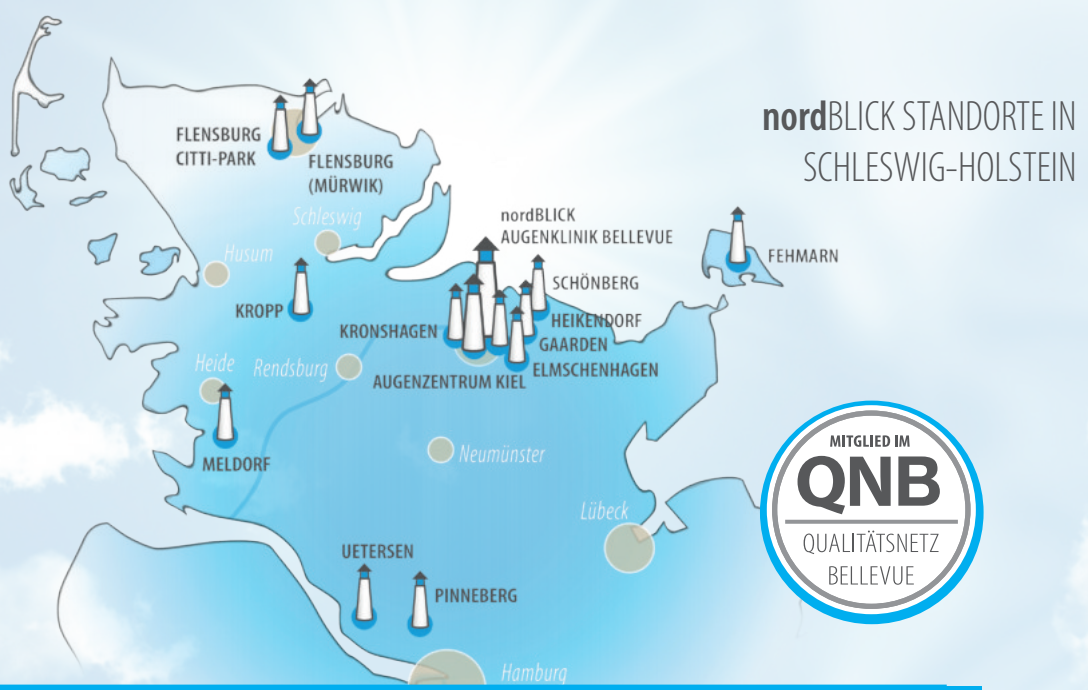 nordBLICK STANDORTE IN
SCHLESWIG-HOLSTEIN
FLENSBURG
CITTI-PARK
FLENSBURG
(MÜRWIK)
Schleswig
Husum
nordBLICK
AUGENKLINIK BELLEVUE
FEHMARN
SCHÖNBERG
KROPP
HEIKENDORF
KRONSHAGEN
GAARDEN
ELMSCHENHAGEN
Heide
Rendsburg
AUGENZENTRUM KIEL
MELDORF
Neumünster
MITGLIED IM
QNB
QUALITÄTSNETZ
BELLEVUE
Lübeck
UETERSEN
PINNEBERG
Hamburg